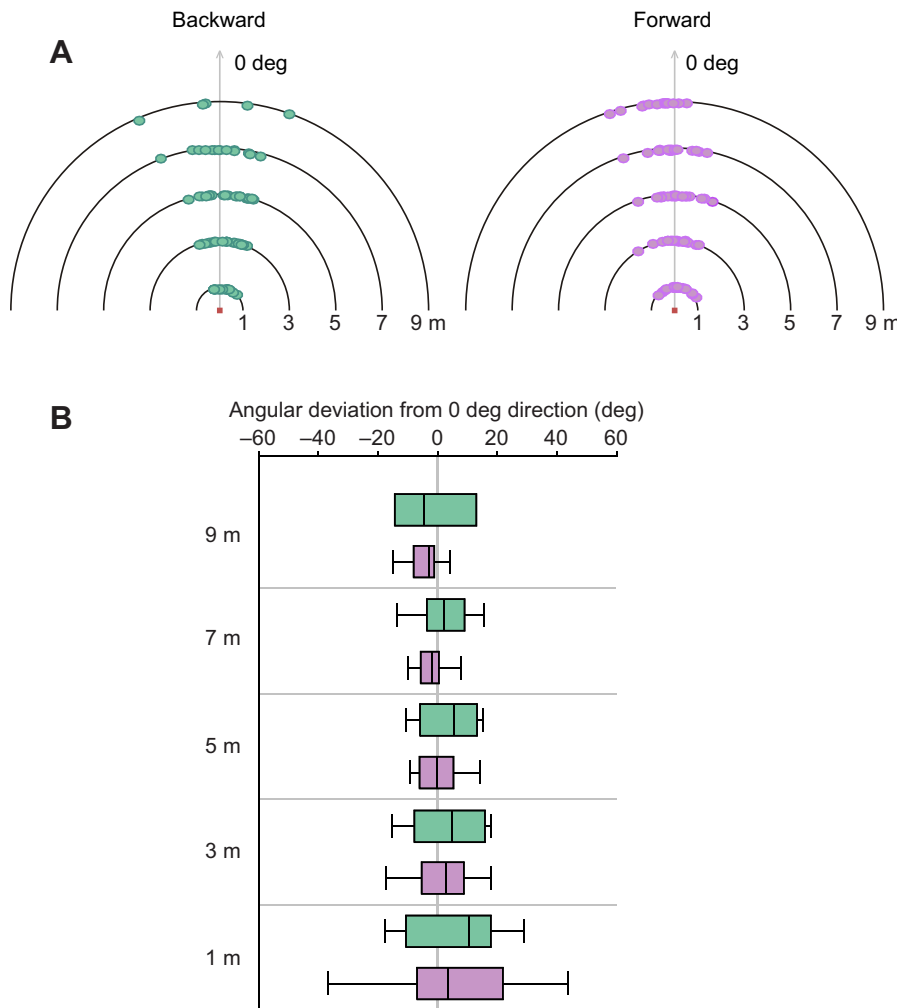 Backward
Forward
A
0 deg
0 deg
1 3 5 7 9 m
1 3 5 7 9 m
B
Angular deviation from 0 deg direction (deg)
–60 –40 –20 0 20 40 60
9 m
7 m
5 m
3 m
1 m